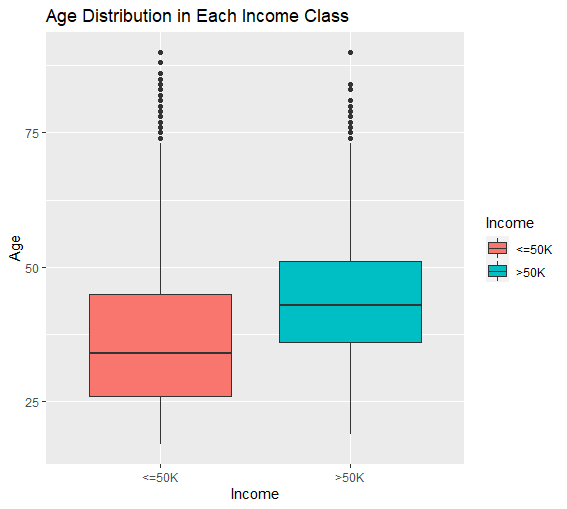 Age Distribution in Each Income Class
75
50
25
Age
<=50K
>50K
Income
Income
<=50K
>50K